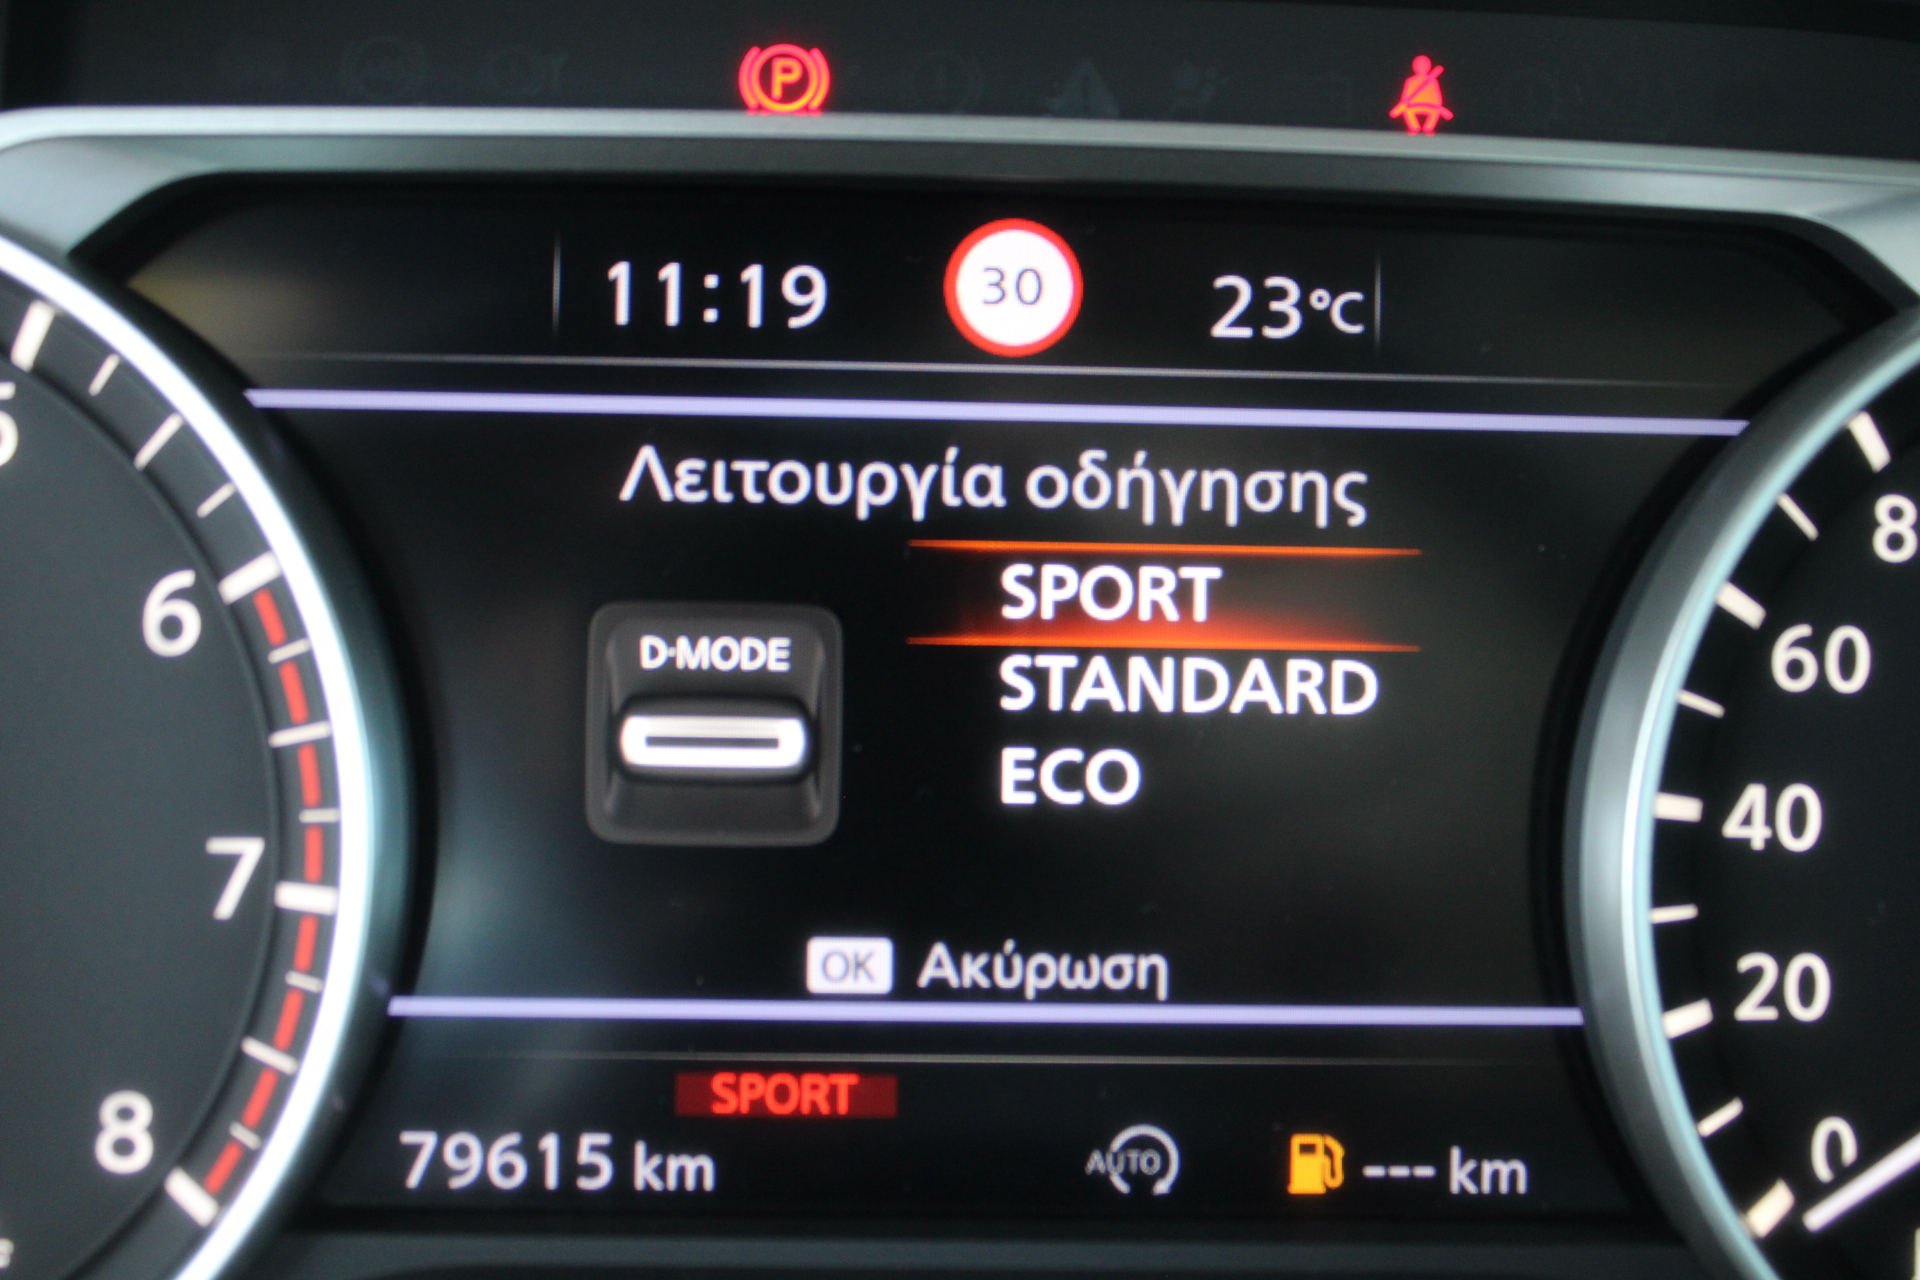 P
11:19 30 23°C
Λειτουργία οδήγησης
SPORT
D·MODE
STANDARD
ECO
OK Ακύρωση
SPORT
79615 km AUTO --- km
6
7
8
8
60
40
20
0